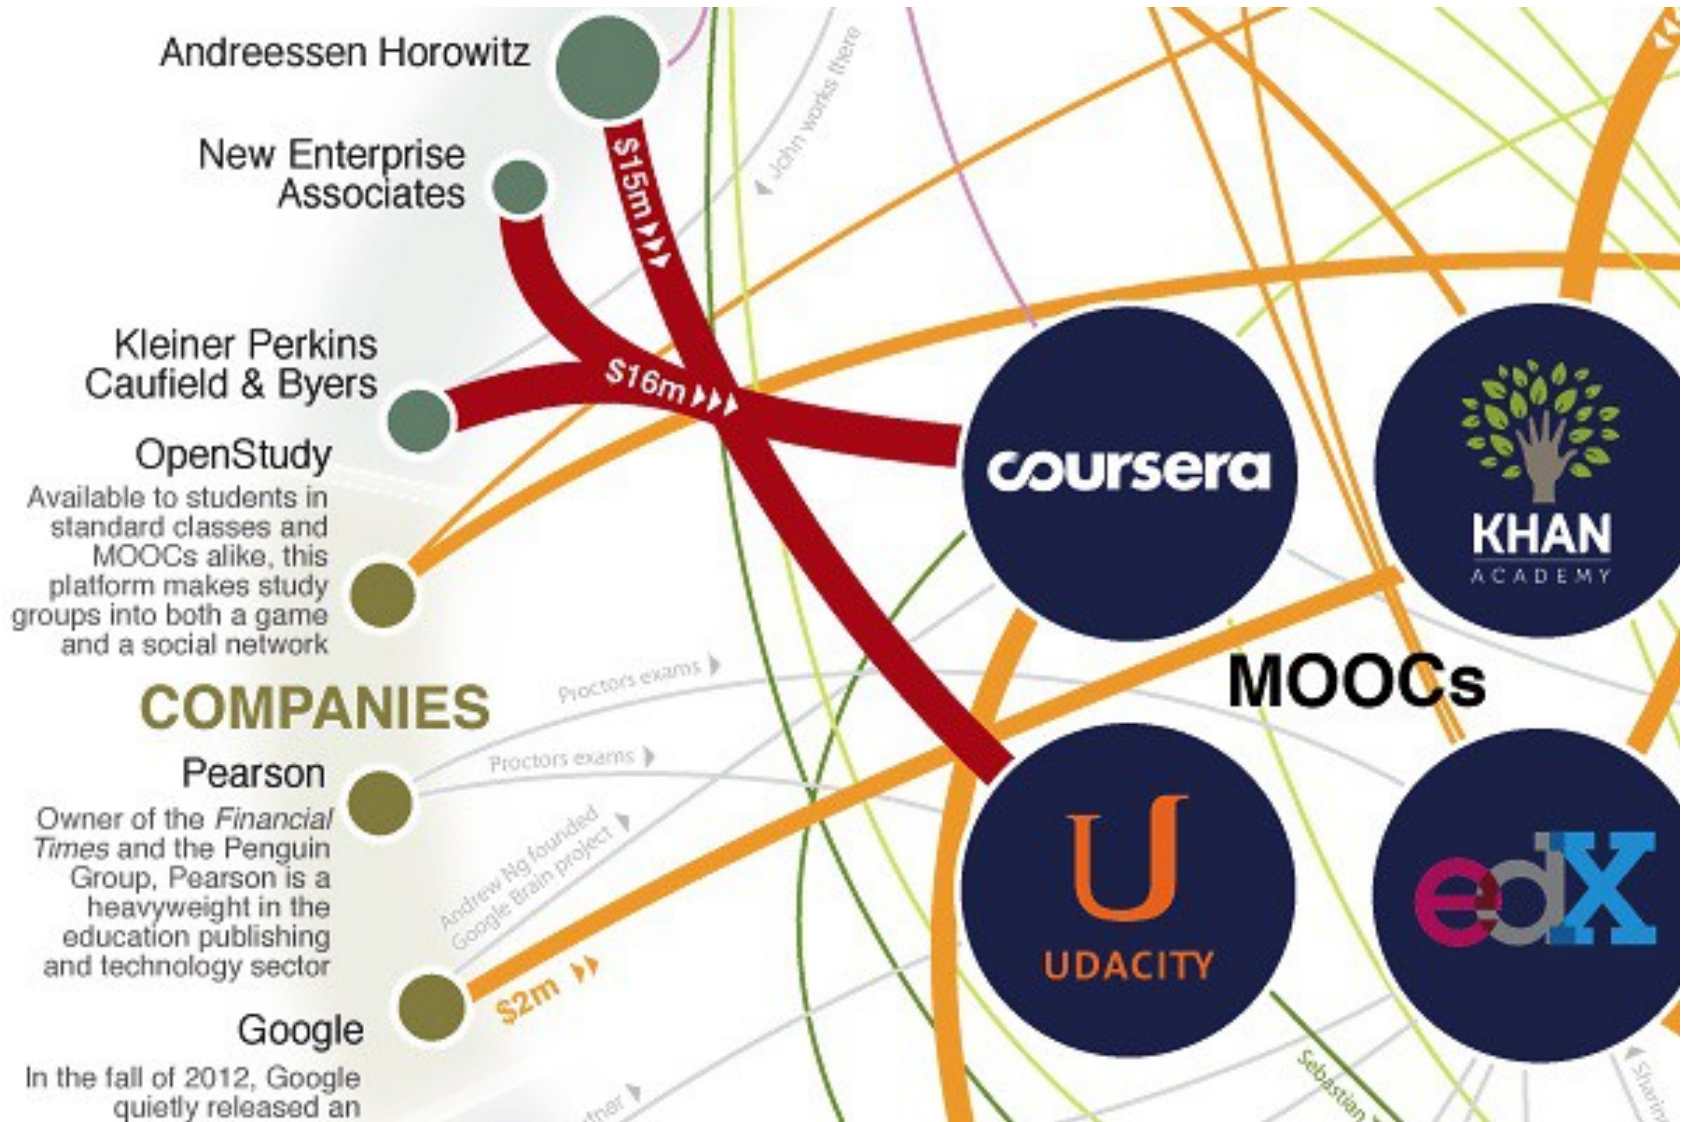 Andreessen Horowitz
$15m
John works there
New Enterprise
Associates
Kleiner Perkins
Caufield & Byers
$16m
OpenStudy
Available to students in
standard classes and
MOOCs alike, this
platform makes study
groups into both a game
and a social network
coursera
KHAN
ACADEMY
MOOCs
COMPANIES
Proctors exams
Proctors exams
Pearson
Owner of the Financial
Times and the Penguin
Group, Pearson is a
heavyweight in the
education publishing
and technology sector
Andrew Ng founded
Google Brain project
$2m
U
UDACITY
edX
Google
In the fall of 2012, Google
quietly released an
Sebastian